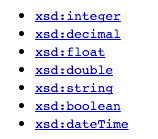 xsd:integer
xsd:decimal
xsd:float
xsd:double
xsd:string
xsd:boolean
xsd:dateTime